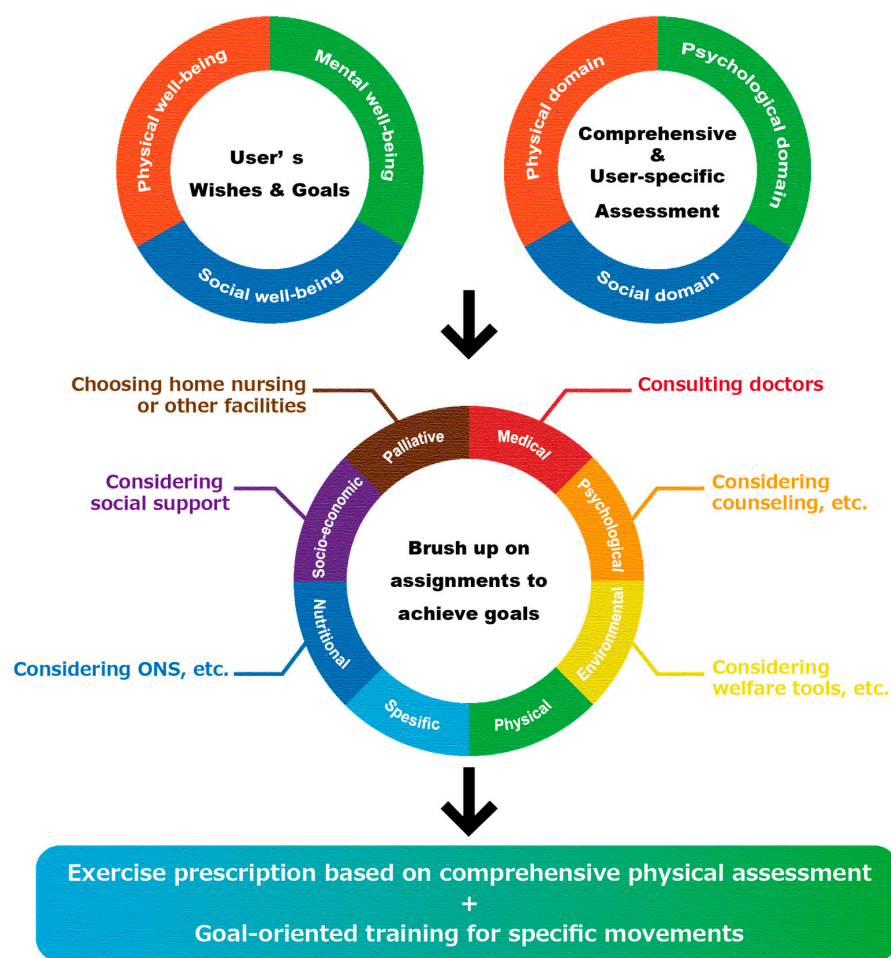 Physical well-being
Mental well-being
Social well-being
User’ s
Wishes & Goals
Physical domain
Psychological domain
Social domain
Comprehensive
&
User-specific
Assessment
Choosing home nursing
or other facilities
Consulting doctors
Considering
social support
Considering
counseling, etc.
Palliative
Medical
Socio-economic
Psychological
Brush up on
assignments to
achieve goals
Nutritional
Environmental
Spesific
Physical
Considering ONS, etc.
Considering
welfare tools, etc.
Exercise prescription based on comprehensive physical assessment
+
Goal-oriented training for specific movements